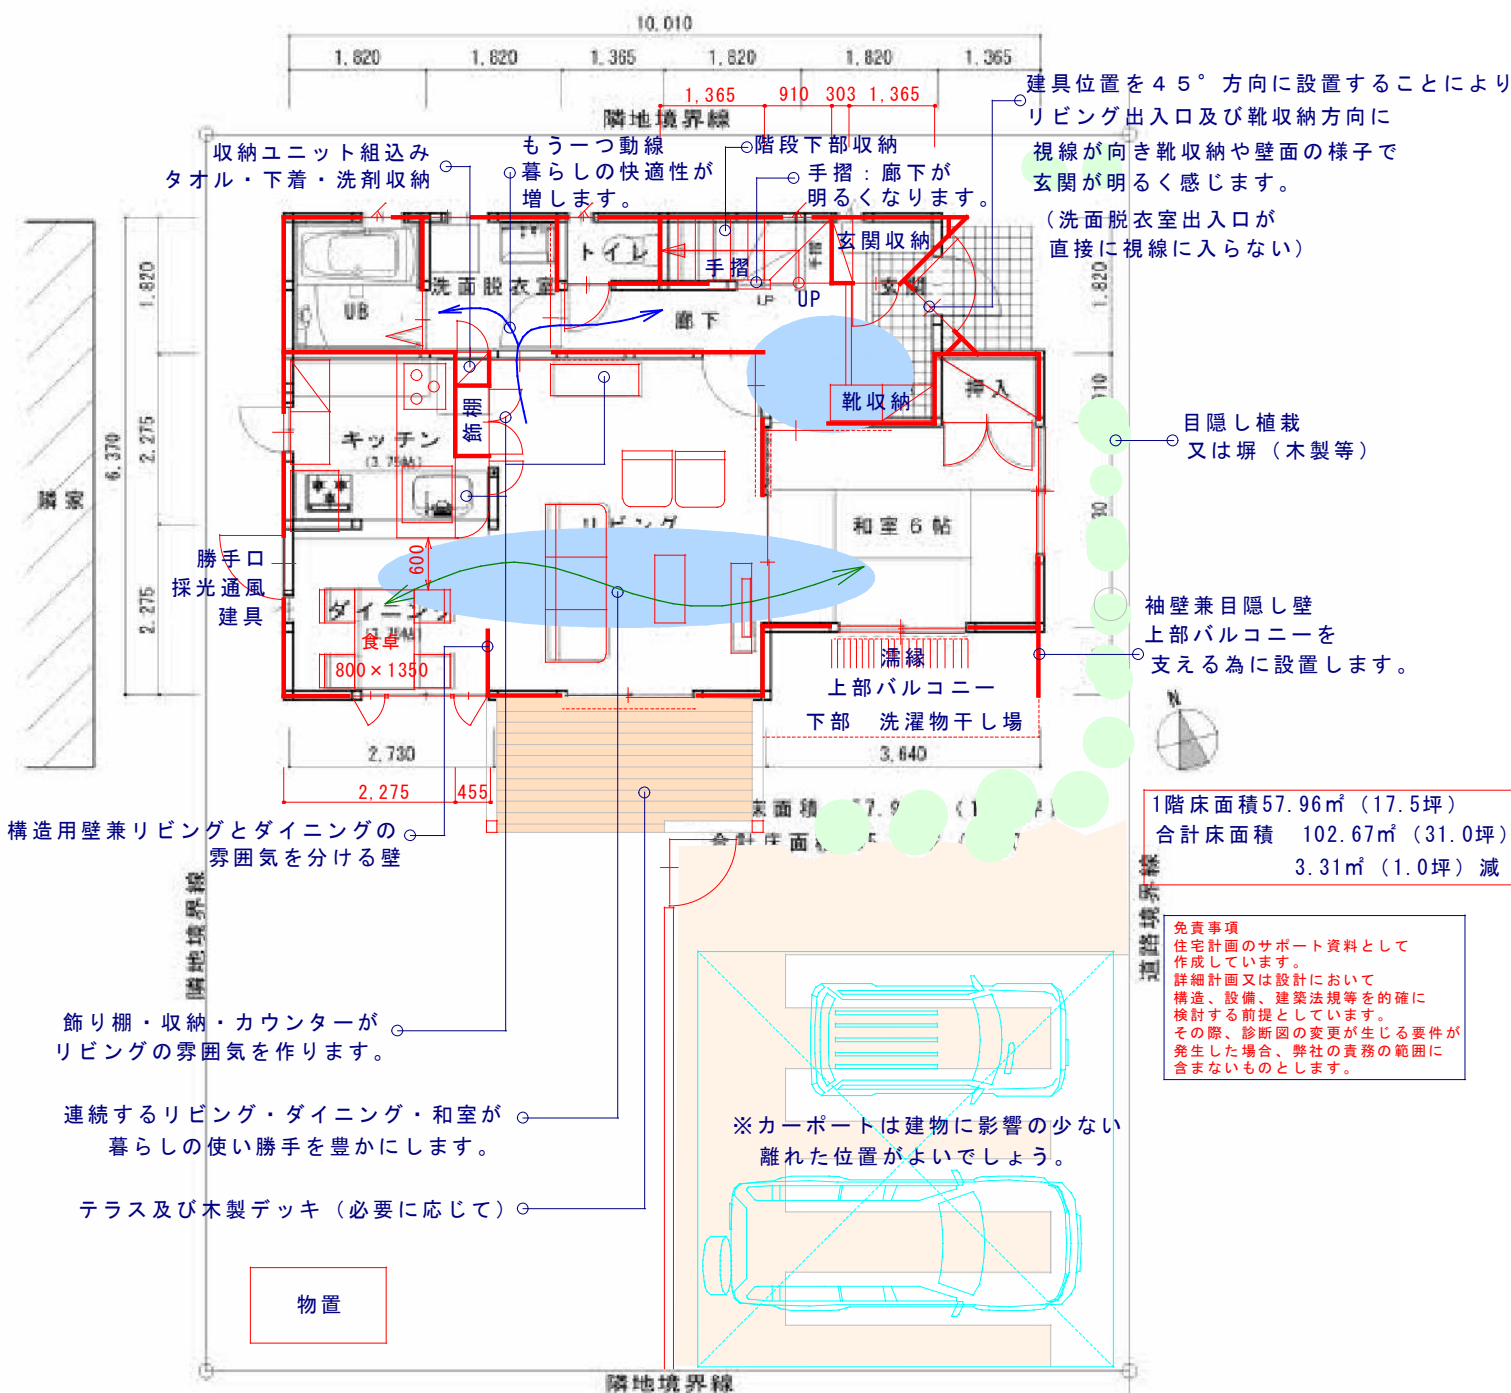 10,010
1,820
1,820
1,365
1,820
1,820
1,365
1,365
910
303
1,365
隣地境界線
建具位置を45°方向に設置することにより
リビング出入口及び靴収納方向に
視線が向き靴収納や壁面の様子で
玄関が明るく感じます。
(洗面脱衣室出入口が
直接に視線に入らない)
収納ユニット組込み
タオル・下着・洗剤収納
もう一つ動線
暮らしの快適性が
増します。
階段下部収納
手摺:廊下が
明るくなります。
トイレ
手摺
手摺
玄関収納
玄関
洗面脱衣室
UB
UP
UP
廊下
1,820
2,275
2,275
6,370
1,820
910
靴収納
押入
飾棚
キッチン
(3.75帖)
リビング
和室6帖
目隠し植栽
又は塀(木製等)
勝手口
採光通風
建具
600
ダイニング
食卓
800×1350
濡縁
上部バルコニー
下部 洗濯物干し場
袖壁兼目隠し壁
上部バルコニーを
支える為に設置します。
N
2,730
3,640
2,275
455
床面積
合計床面積
1階床面積57.96㎡(17.5坪)
合計床面積 102.67㎡(31.0坪)
3.31㎡(1.0坪)減
構造用壁兼リビングとダイニングの
雰囲気を分ける壁
隣地境界線
道路境界線
免責事項
住宅計画のサポート資料として
作成しています。
詳細計画又は設計において
構造、設備、建築法規等を的確に
検討する前提としています。
その際、診断図の変更が生じる要件が
発生した場合、弊社の責務の範囲に
含まないものとします。
飾り棚・収納・カウンターが
リビングの雰囲気を作ります。
連続するリビング・ダイニング・和室が
暮らしの使い勝手を豊かにします。
※カーポートは建物に影響の少ない
離れた位置がよいでしょう。
テラス及び木製デッキ(必要に応じて)
物置
隣地境界線